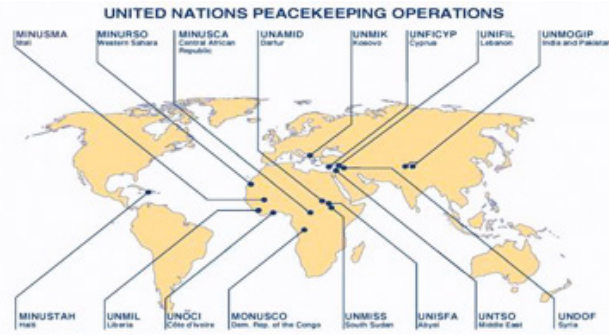 UNITED NATIONS PEACEKEEPING OPERATIONS
MINUSMA
Mali
MINURSO
Western Sahara
MINUSCA
Central African
Republic
UNAMID
Darfur
UNMIK
Kosovo
UNFICYP
Cyprus
UNIFIL
Lebanon
UNMOGIP
India and Pakistan
MINUSTAH
Haiti
UNMIL
Liberia
UNOCI
Côte d'Ivoire
MONUSCO
Dem. Rep. of the Congo
UNMISS
South Sudan
UNISFA
Abyei
UNTSO
Middle East
UNDOF
Syria